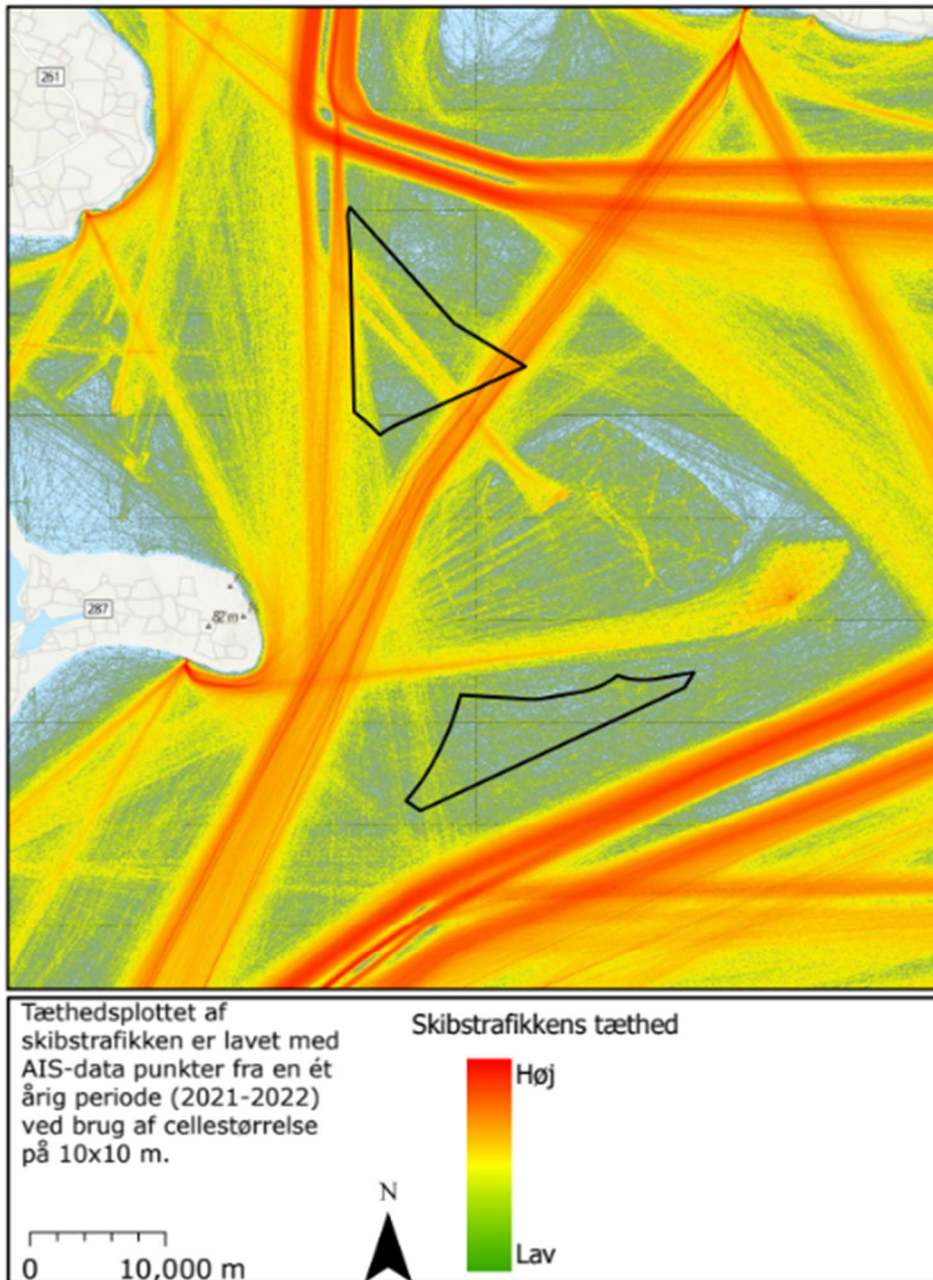 261
287
82 m
Tæthedsplottet af
skibstrafikken er lavet med
AIS-data punkter fra en ét
årig periode (2021-2022)
ved brug af cellestørrelse
på 10x10 m.
Skibstrafikkens tæthed
Høj
Lav
N
0 10,000 m